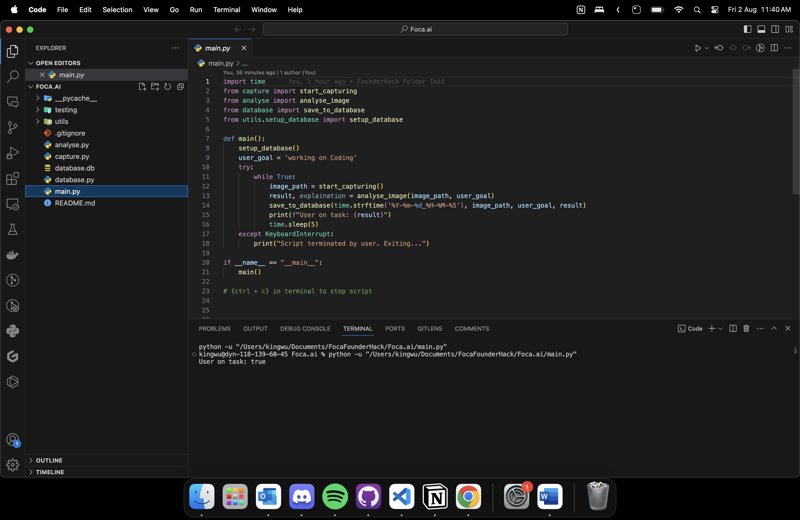 Code File Edit Selection View Go Run Terminal Window Help
Fri 2 Aug 11:40 AM
Foca.ai
EXPLORER
OPEN EDITORS
main.py
FOCA.AI
__pycache__
testing
utils
.gitignore
analyse.py
capture.py
database.db
database.py
main.py
README.md
OUTLINE
TIMELINE
main.py
main.py > ...
You, 36 minutes ago | 1 author (You)
1 import time You, 1 hour ago • FounderHack Folder Init
2 from capture import start_capturing
3 from analyse import analyse_image
4 from database import save_to_database
5 from utils.setup_database import setup_database
6
7 def main():
8 setup_database()
9 user_goal = 'working on Coding'
10 try:
11 while True:
12 image_path = start_capturing()
13 result, explaination = analyse_image(image_path, user_goal)
14 save_to_database(time.strftime('%Y-%m-%d_%H-%M-%S'), image_path, user_goal, result)
15 print(f"User on task: {result}")
16 time.sleep(5)
17 except KeyboardInterrupt:
18 print("Script terminated by user. Exiting...")
19
20 if __name__ == "__main__":
21 main()
22
23 # {ctrl + c} in terminal to stop script
24
25
26
PROBLEMS OUTPUT DEBUG CONSOLE TERMINAL PORTS GITLENS COMMENTS
Code
python -u "/Users/kingwu/Documents/FocaFounderHack/Foca.ai/main.py"
kingwu@dyn-118-139-60-45 Foca.ai % python -u "/Users/kingwu/Documents/FocaFounderHack/Foca.ai/main.py"
User on task: true
1
1